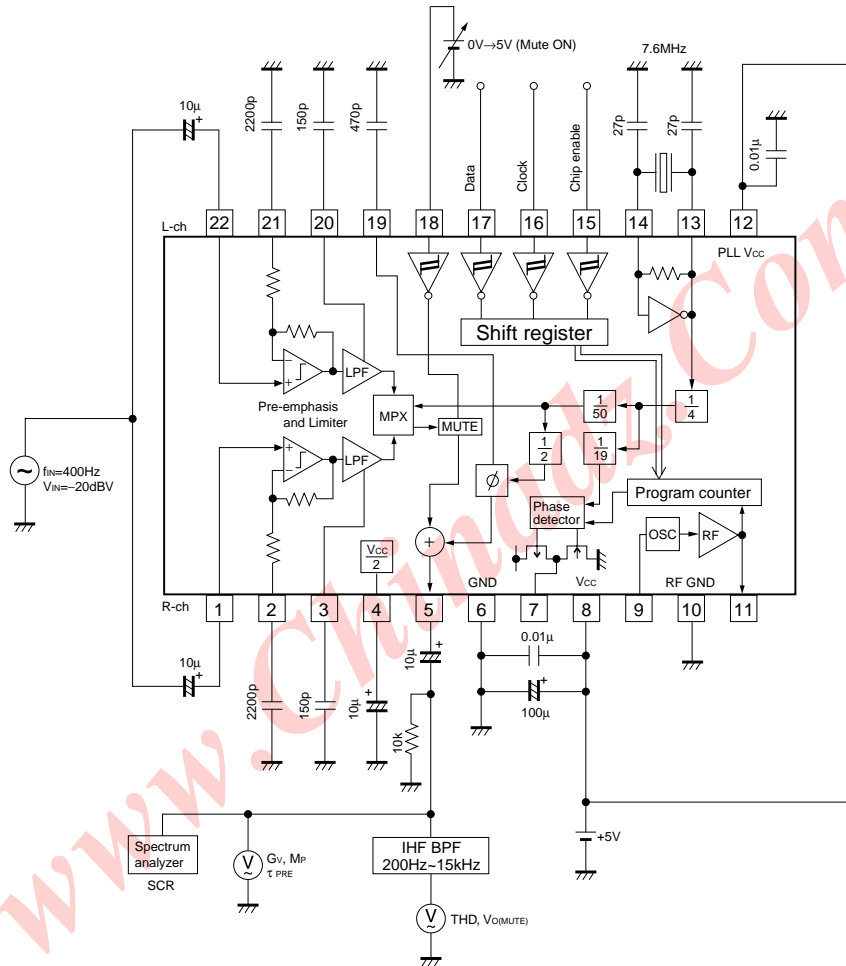 0V→5V (Mute ON)
7.6MHz
10μ
+
2200p
150p
470p
Data
Clock
Chip enable
27p
27p
0.01μ
L-ch
22
21
20
19
18
17
16
15
14
13
12
PLL VCC
Shift register
−
+
LPF
Pre-emphasis
and Limiter
MPX
MUTE
1/50
1/4
1/2
1/19
+
−
LPF
ϕ
Phase
detector
Program counter
OSC
RF
~
fIN=400Hz
VIN=−20dBV
VCC/2
+
GND
VCC
RF GND
R-ch
1
2
3
4
5
6
7
8
9
10
11
10μ
+
2200p
150p
10μ
+
10μ
+
10k
0.01μ
+
100μ
+5V
Spectrum
analyzer
SCR
V
~
GV, MP
τ PRE
IHF BPF
200Hz~15kHz
V
~
THD, VO(MUTE)
www.Chinadz.Com